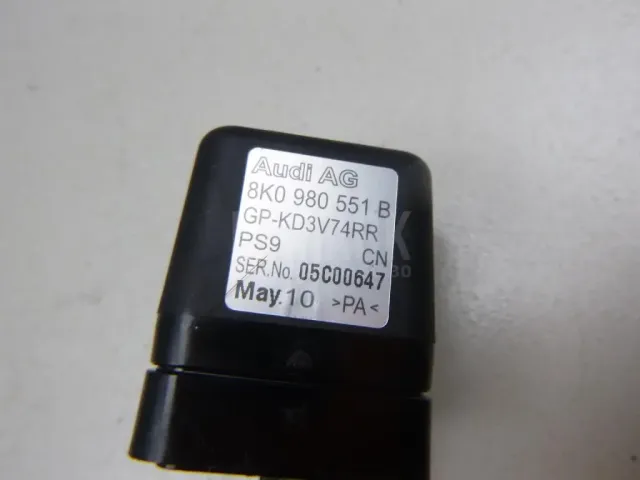 Audi AG
8K0 980 551 B
GP-KD3V74RR
PS9 CN
SER.No. 05C00647
May.10 >PA<